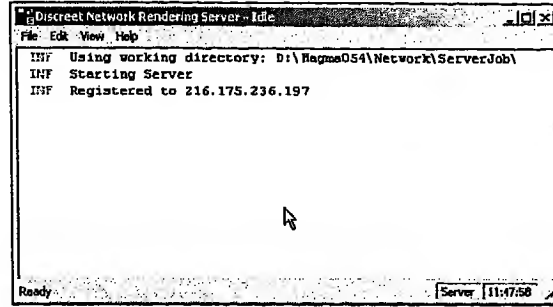 Discreet Network Rendering Server - Idle
File Edit View Help
INF Using working directory: D:\Magma054\Network\ServerJob\
INF Starting Server
INF Registered to 216.175.236.197
Ready Server 11:47:58